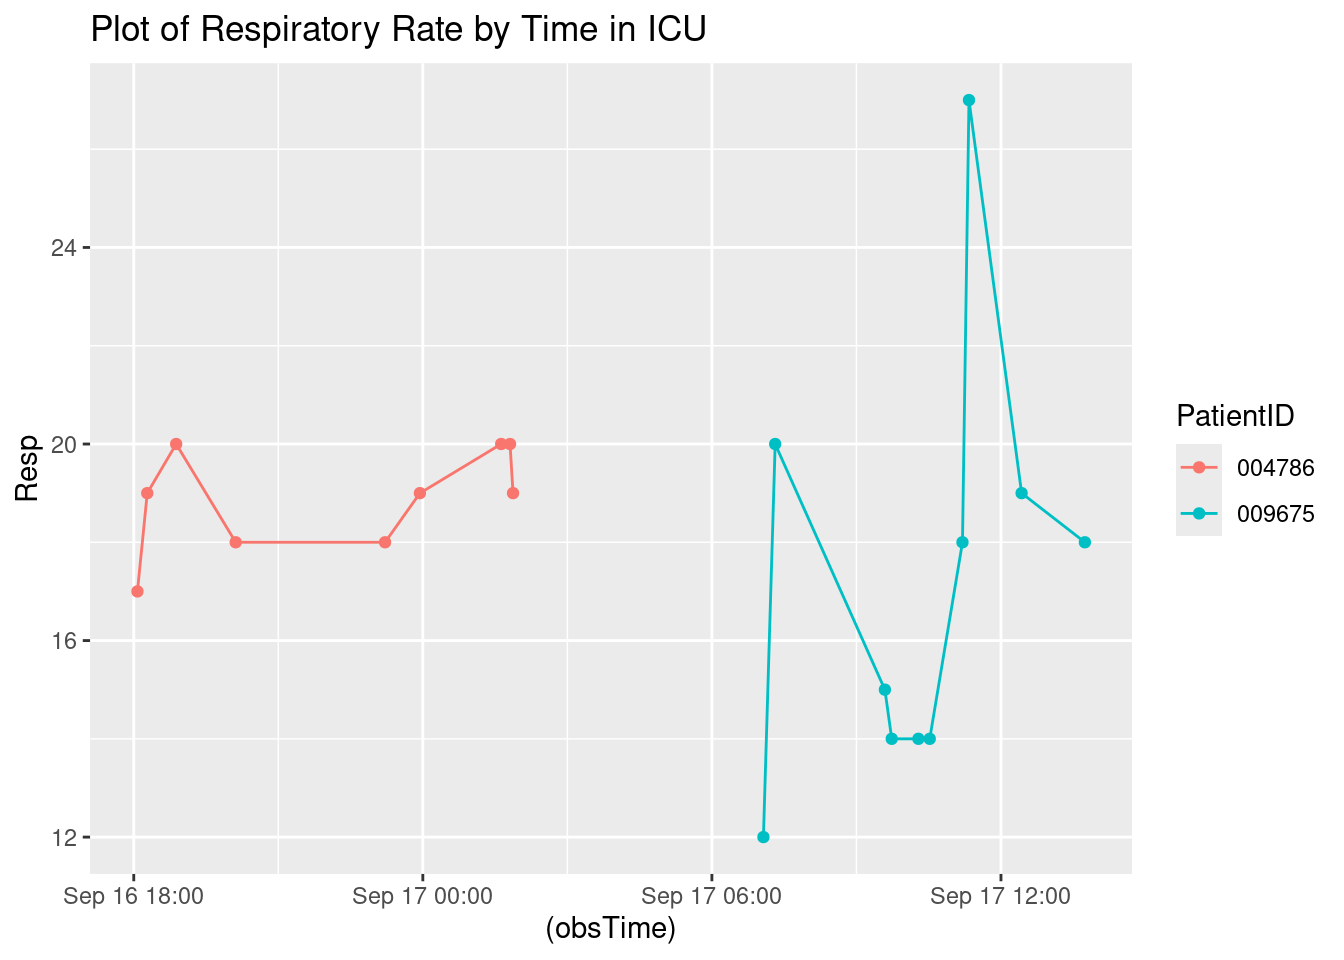 Plot of Respiratory Rate by Time in ICU
24
20
16
12
Resp
Sep 16 18:00
Sep 17 00:00
Sep 17 06:00
Sep 17 12:00
(obsTime)
PatientID
004786
009675